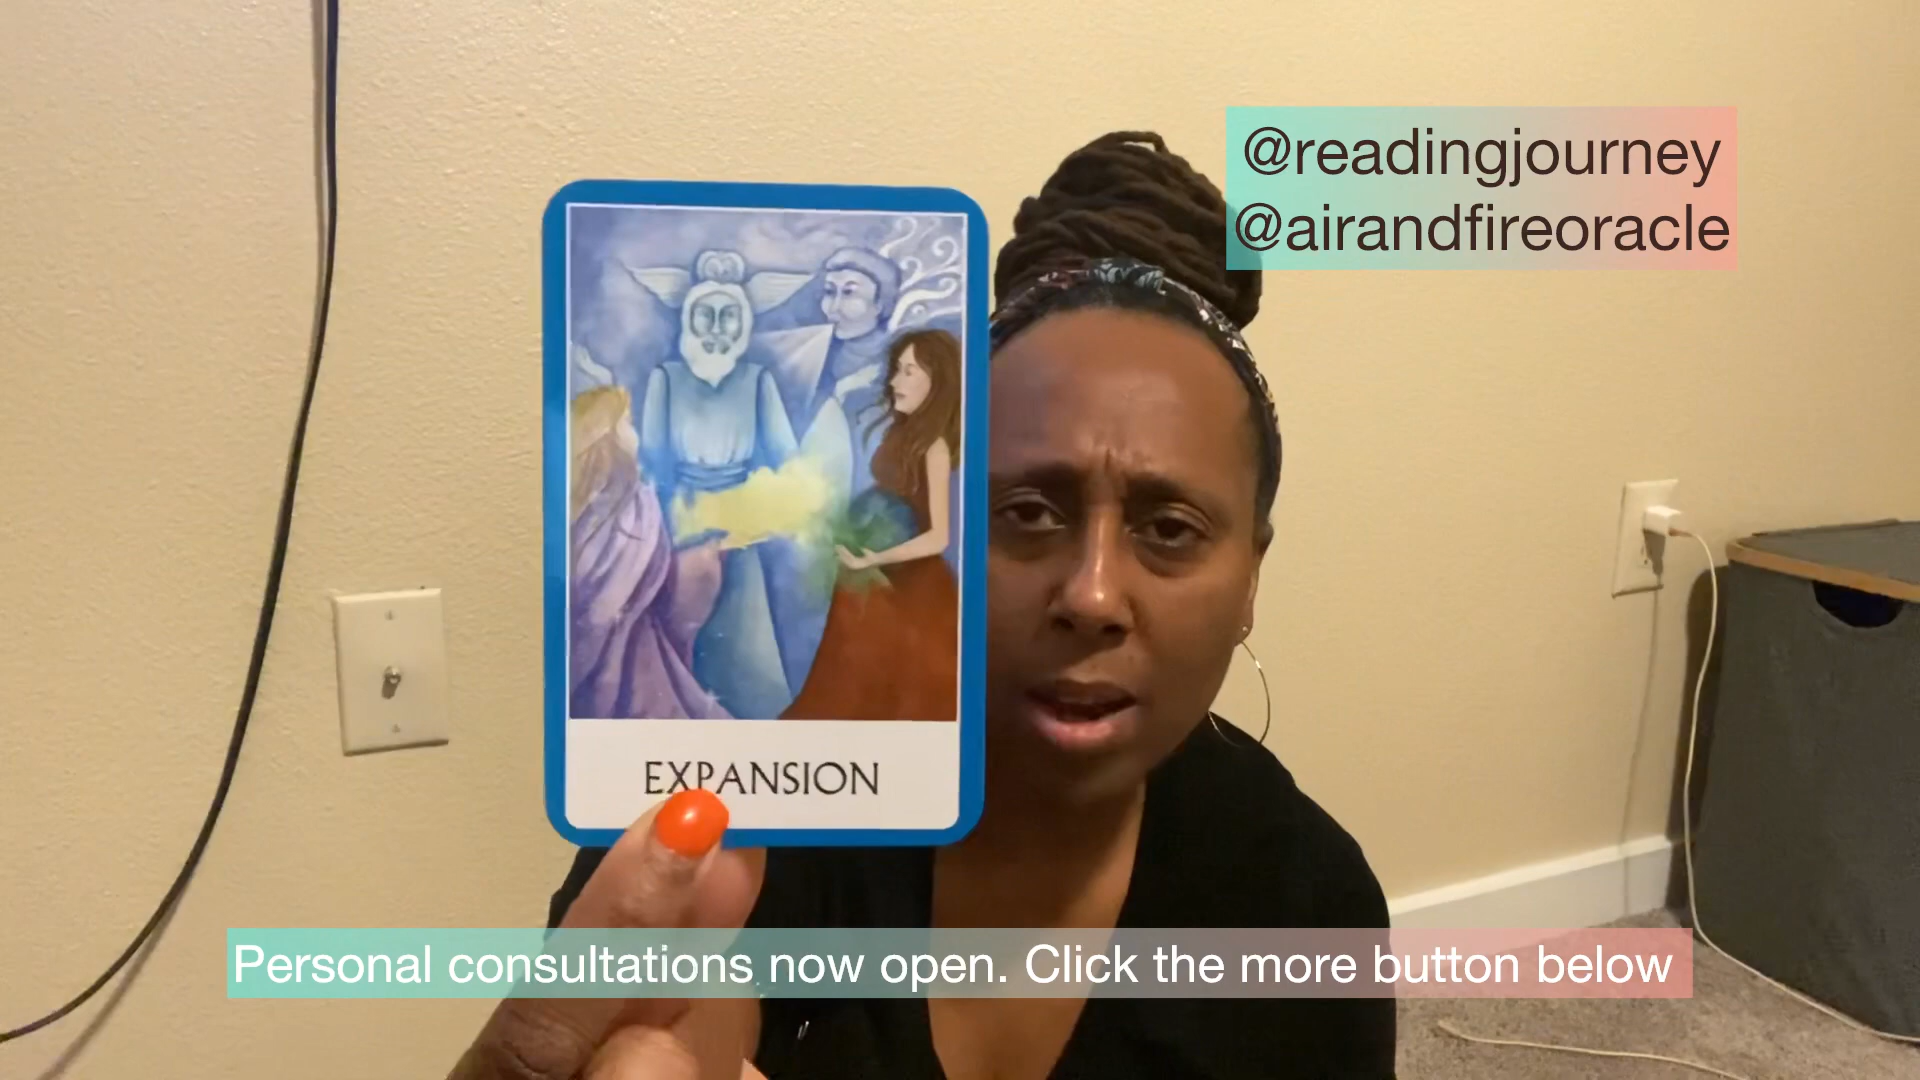 @readingjourney
@airandfireoracle
EXPANSION
Personal consultations now open. Click the more button below